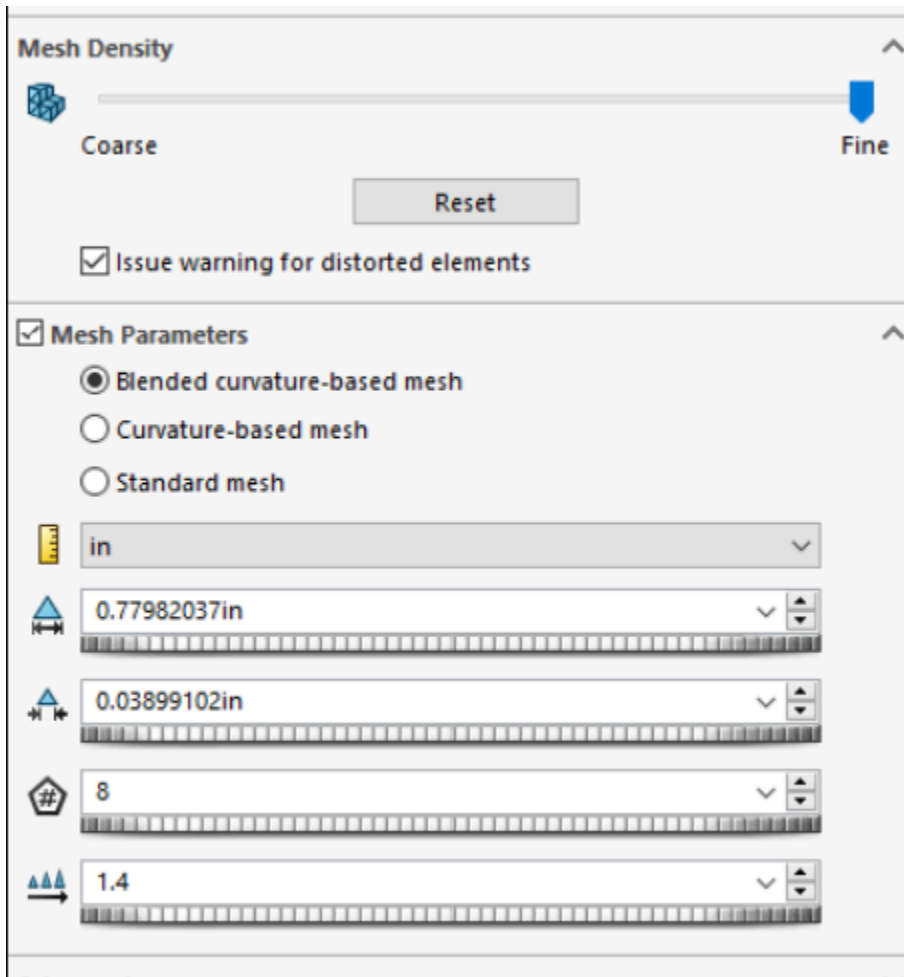 Mesh Density
Coarse Fine
Reset
Issue warning for distorted elements
Mesh Parameters
Blended curvature-based mesh
Curvature-based mesh
Standard mesh
in
0.77982037in
0.03899102in
#
8
1.4